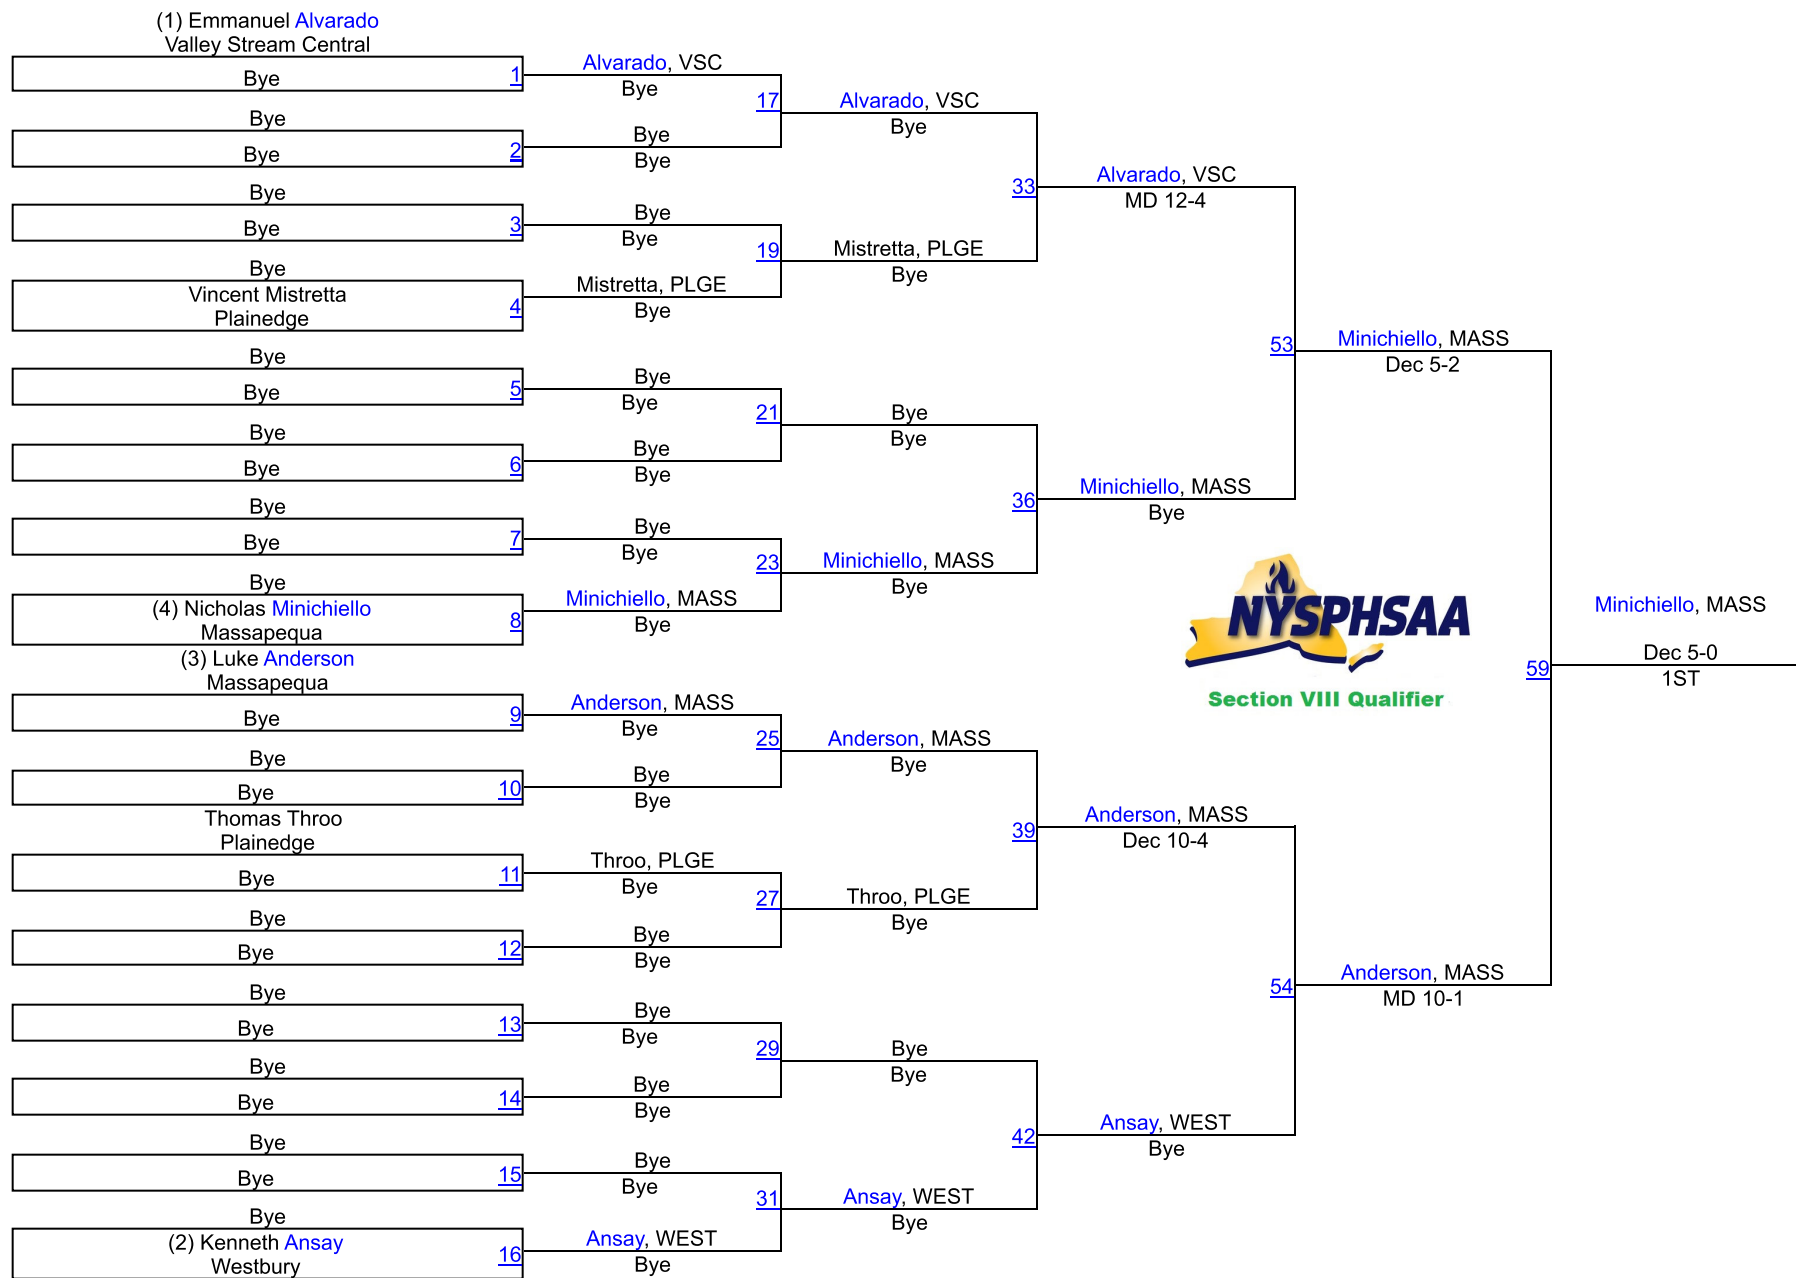 (1) Emmanuel Alvarado
Valley Stream Central
Bye
1
Bye
Bye
2
Bye
Bye
3
Bye
Vincent Mistretta
Plainedge
4
Bye
Bye
5
Bye
Bye
6
Bye
Bye
7
Bye
(4) Nicholas Minichiello
Massapequa
8
(3) Luke Anderson
Massapequa
Bye
9
Bye
Bye
10
Thomas Throo
Plainedge
Bye
11
Bye
Bye
12
Bye
Bye
13
Bye
Bye
14
Bye
Bye
15
Bye
(2) Kenneth Ansay
Westbury
16
Alvarado, VSC
Bye
17
Bye
Bye
Bye
Bye
19
Mistretta, PLGE
Bye
Bye
Bye
21
Bye
Bye
Bye
Bye
23
Minichiello, MASS
Bye
Anderson, MASS
Bye
25
Bye
Bye
Throo, PLGE
Bye
27
Bye
Bye
Bye
Bye
29
Bye
Bye
Bye
Bye
31
Ansay, WEST
Bye
Alvarado, VSC
Bye
33
Mistretta, PLGE
Bye
Bye
Bye
36
Minichiello, MASS
Bye
Anderson, MASS
Bye
39
Throo, PLGE
Bye
Bye
Bye
42
Ansay, WEST
Bye
Alvarado, VSC
MD 12-4
53
Minichiello, MASS
Bye
NYSPHSAA
Section VIII Qualifier
Anderson, MASS
Dec 10-4
54
Ansay, WEST
Bye
Minichiello, MASS
Dec 5-2
59
Anderson, MASS
MD 10-1
Minichiello, MASS
Dec 5-0
1ST